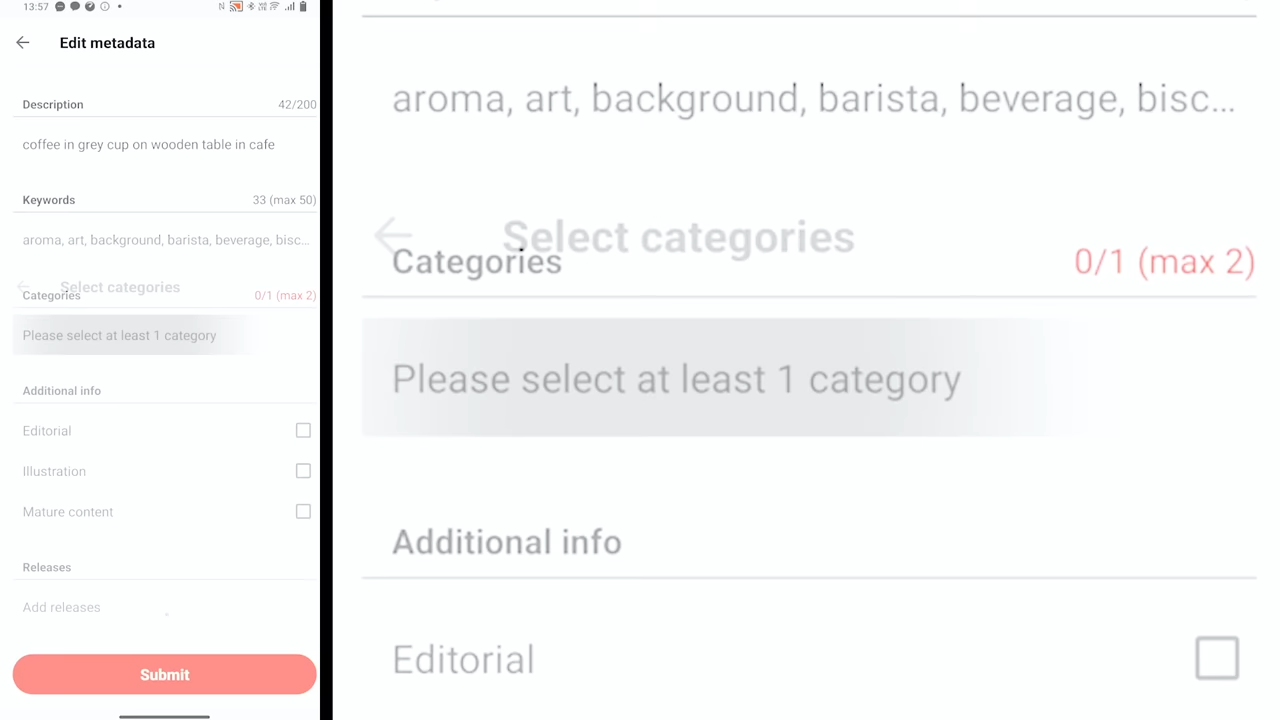 13:57
Edit metadata
Description 42/200
coffee in grey cup on wooden table in cafe
Keywords 33 (max 50)
aroma, art, background, barista, beverage, bisc...
Select categories
Categories 0/1 (max 2)
Please select at least 1 category
Additional info
Editorial
Illustration
Mature content
Releases
Add releases
Submit
aroma, art, background, barista, beverage, bisc...
Select categories
Categories 0/1 (max 2)
Please select at least 1 category
Additional info
Editorial